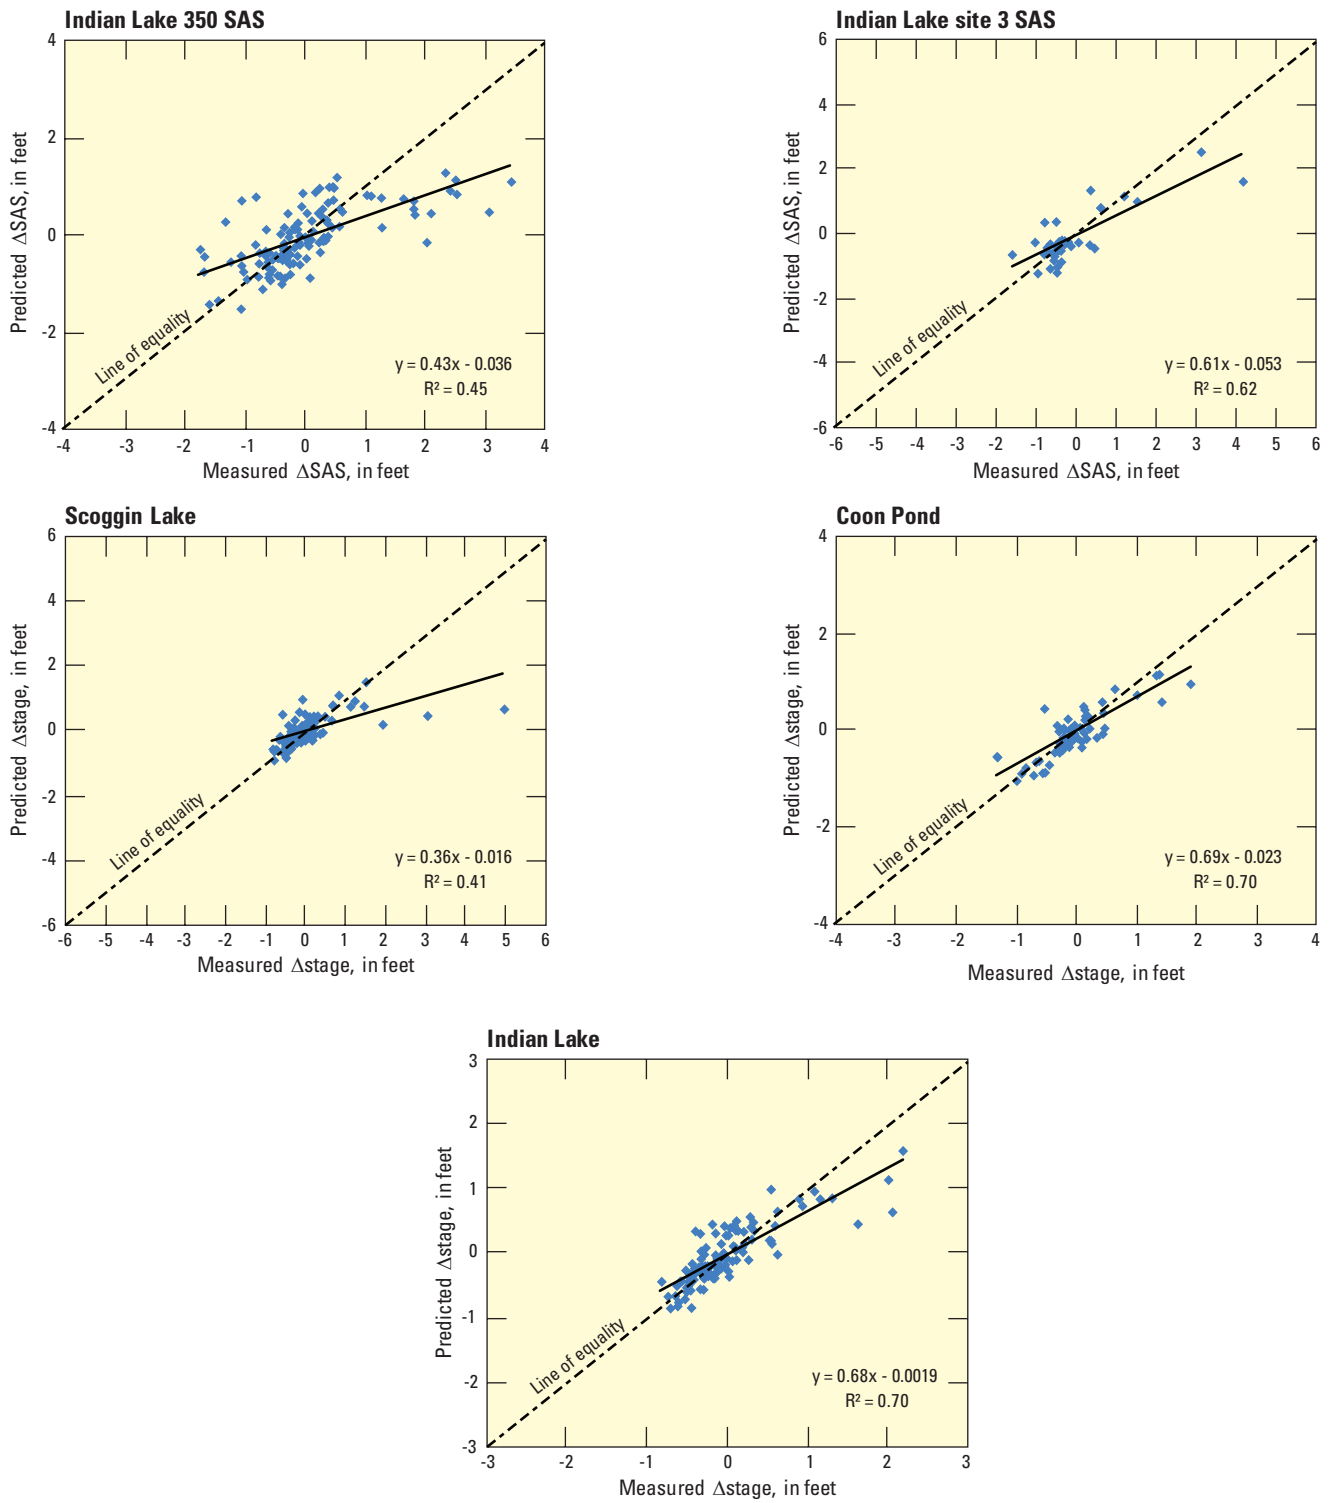 Indian Lake 350 SAS
4
2
0
-2
-4
-4 -3 -2 -1 0 1 2 3 4
Predicted ΔSAS, in feet
Measured ΔSAS, in feet
Line of equality
y = 0.43x - 0.036
R² = 0.45
Indian Lake site 3 SAS
6
4
2
0
-2
-4
-6
-6 -5 -4 -3 -2 -1 0 1 2 3 4 5 6
Predicted ΔSAS, in feet
Measured ΔSAS, in feet
Line of equality
y = 0.61x - 0.053
R² = 0.62
Scoggin Lake
6
4
2
0
-2
-4
-6
-6 -5 -4 -3 -2 -1 0 1 2 3 4 5 6
Predicted Δstage, in feet
Measured Δstage, in feet
Line of equality
y = 0.36x - 0.016
R² = 0.41
Coon Pond
4
2
0
-2
-4
-4 -3 -2 -1 0 1 2 3 4
Predicted Δstage, in feet
Measured Δstage, in feet
Line of equality
y = 0.69x - 0.023
R² = 0.70
Indian Lake
3
2
1
0
-1
-2
-3
-3 -2 -1 0 1 2 3
Predicted Δstage, in feet
Measured Δstage, in feet
Line of equality
y = 0.68x - 0.0019
R² = 0.70